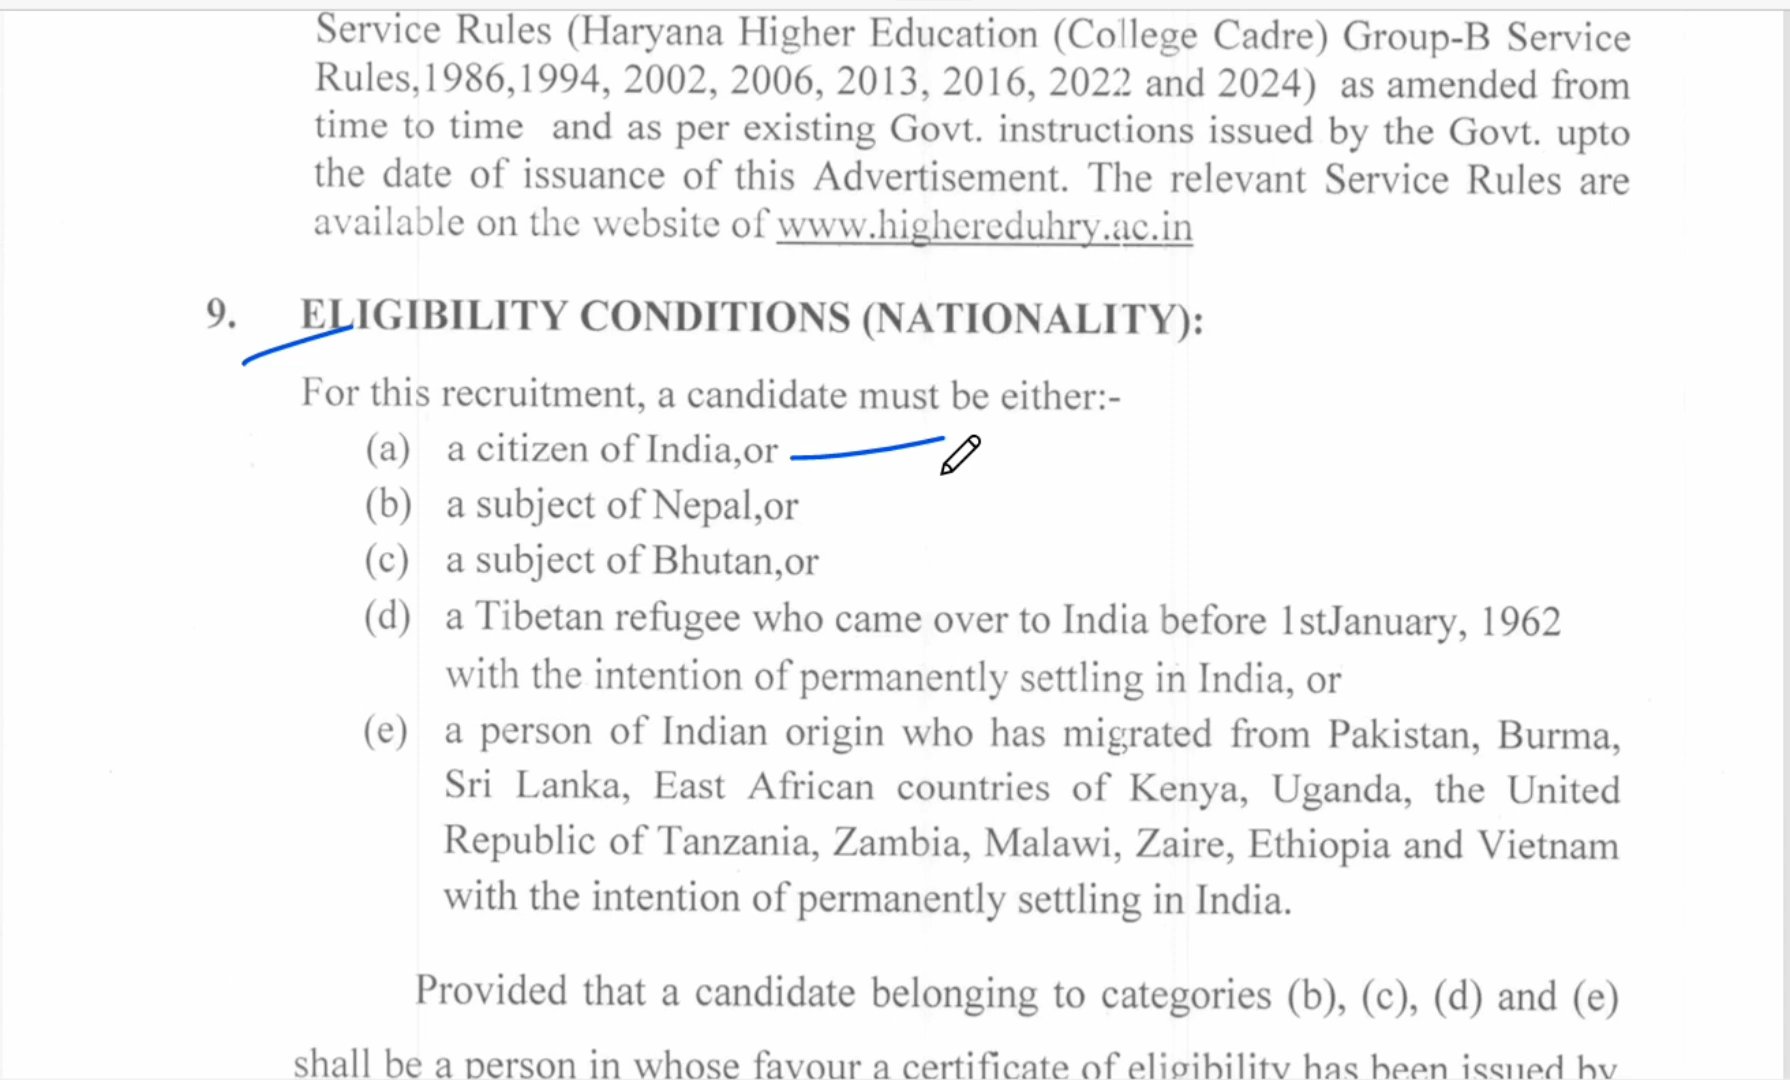 Service Rules (Haryana Higher Education (College Cadre) Group-B Service
Rules,1986,1994, 2002, 2006, 2013, 2016, 2022 and 2024) as amended from
time to time and as per existing Govt. instructions issued by the Govt. upto
the date of issuance of this Advertisement. The relevant Service Rules are
available on the website of www.highereduhry.ac.in
9. ELIGIBILITY CONDITIONS (NATIONALITY):
For this recruitment, a candidate must be either:-
(a) a citizen of India,or
(b) a subject of Nepal,or
(c) a subject of Bhutan,or
(d) a Tibetan refugee who came over to India before 1stJanuary, 1962
with the intention of permanently settling in India, or
(e) a person of Indian origin who has migrated from Pakistan, Burma,
Sri Lanka, East African countries of Kenya, Uganda, the United
Republic of Tanzania, Zambia, Malawi, Zaire, Ethiopia and Vietnam
with the intention of permanently settling in India.
Provided that a candidate belonging to categories (b), (c), (d) and (e)
shall be a person in whose favour a certificate of eligibility has been issued by